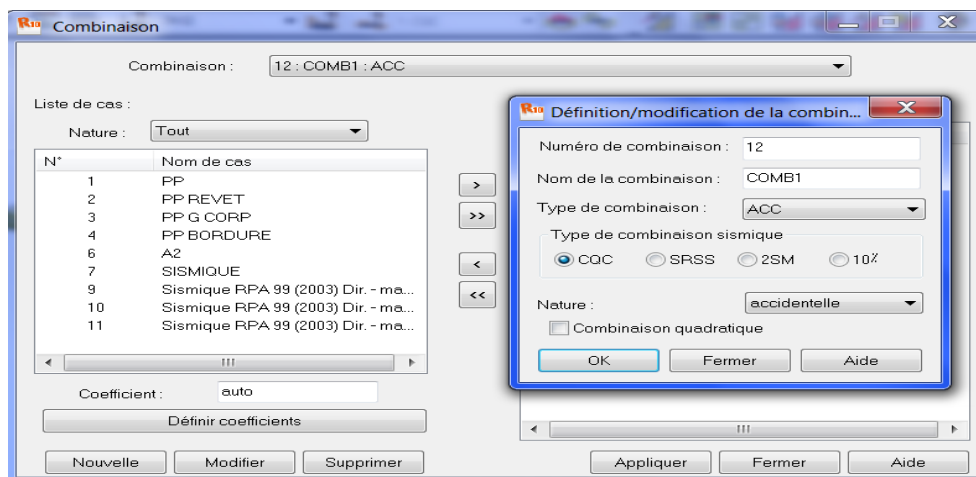 R10 Combinaison
Combinaison : 12 : COMB1 : ACC
Liste de cas :
Nature : Tout
N° Nom de cas
1 PP
2 PP REVET
3 PP G CORP
4 PP BORDURE
6 A2
7 SISMIQUE
9 Sismique RPA 99 (2003) Dir. - ma...
10 Sismique RPA 99 (2003) Dir. - ma...
11 Sismique RPA 99 (2003) Dir. - ma...
Coefficient : auto
Définir coefficients
Nouvelle Modifier Supprimer
>
>>
<
<<
R10 Définition/modification de la combin...
Numéro de combinaison : 12
Nom de la combinaison : COMB1
Type de combinaison : ACC
Type de combinaison sismique
CQC SRSS 2SM 10%
Nature : accidentelle
Combinaison quadratique
OK Fermer Aide
Appliquer Fermer Aide